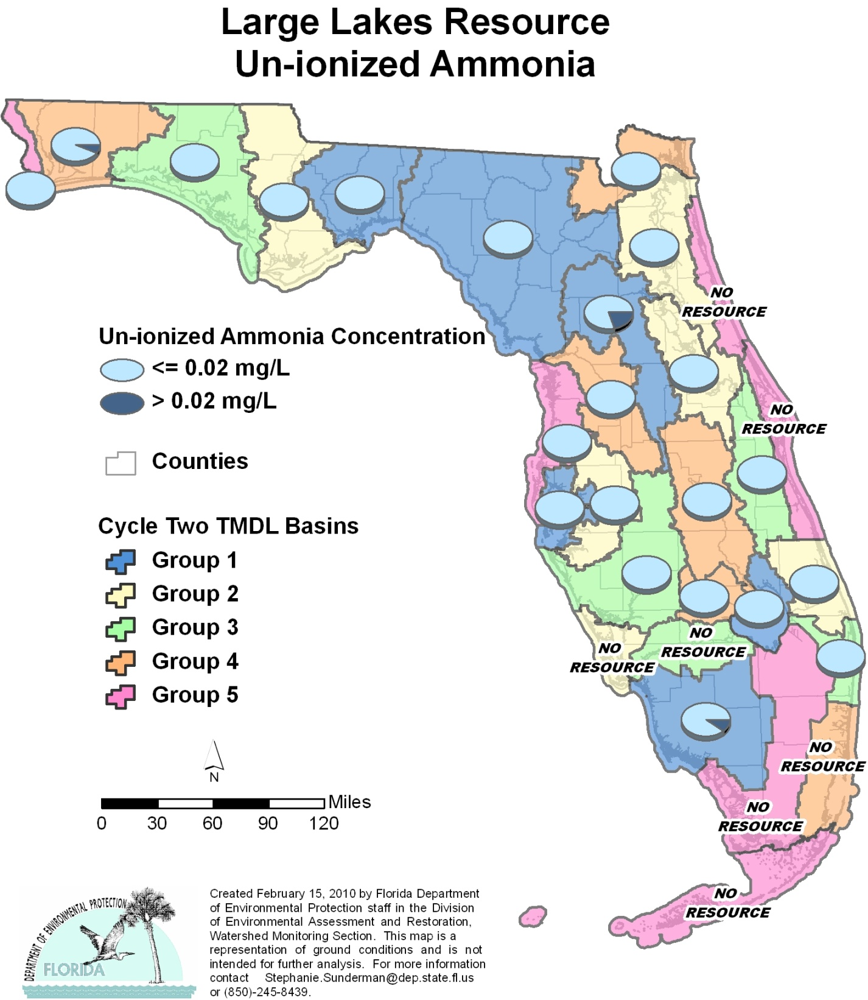 Large Lakes Resource
Un-ionized Ammonia
NO
RESOURCE
Un-ionized Ammonia Concentration
<= 0.02 mg/L
> 0.02 mg/L
NO
RESOURCE
Counties
Cycle Two TMDL Basins
Group 1
Group 2
Group 3
Group 4
Group 5
NO
RESOURCE
NO
RESOURCE
NO
RESOURCE
NO
RESOURCE
NO
RESOURCE
N
Miles
0 30 60 90 120
DEPARTMENT OF ENVIRONMENTAL PROTECTION
FLORIDA
Created February 15, 2010 by Florida Department
of Environmental Protection staff in the Division
of Environmental Assessment and Restoration,
Watershed Monitoring Section. This map is a
representation of ground conditions and is not
intended for further analysis. For more information
contact Stephanie.Sunderman@dep.state.fl.us
or (850)-245-8439.
NO
RESOURCE